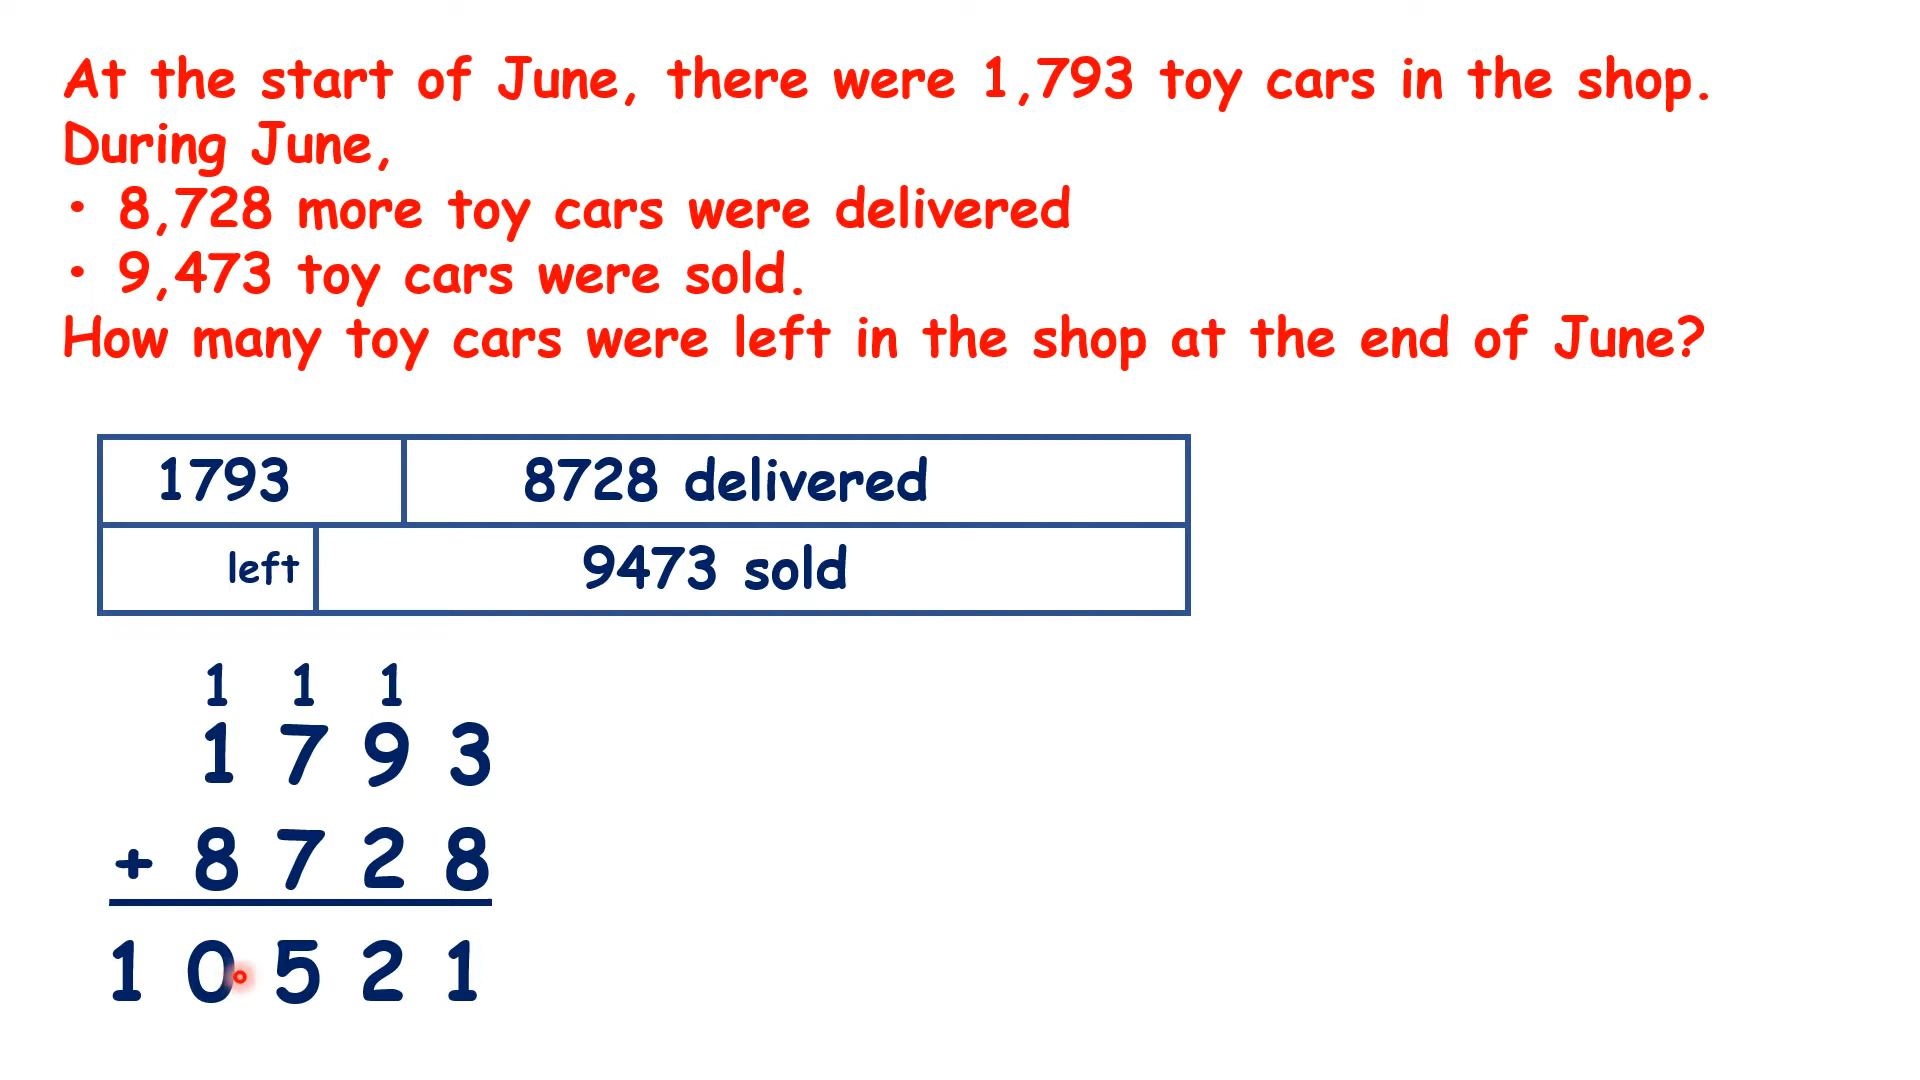 At the start of June, there were 1,793 toy cars in the shop.
During June,
• 8,728 more toy cars were delivered
• 9,473 toy cars were sold.
How many toy cars were left in the shop at the end of June?
1793 8728 delivered
left 9473 sold
1 1 1
1 7 9 3
+ 8 7 2 8
1 0 5 2 1